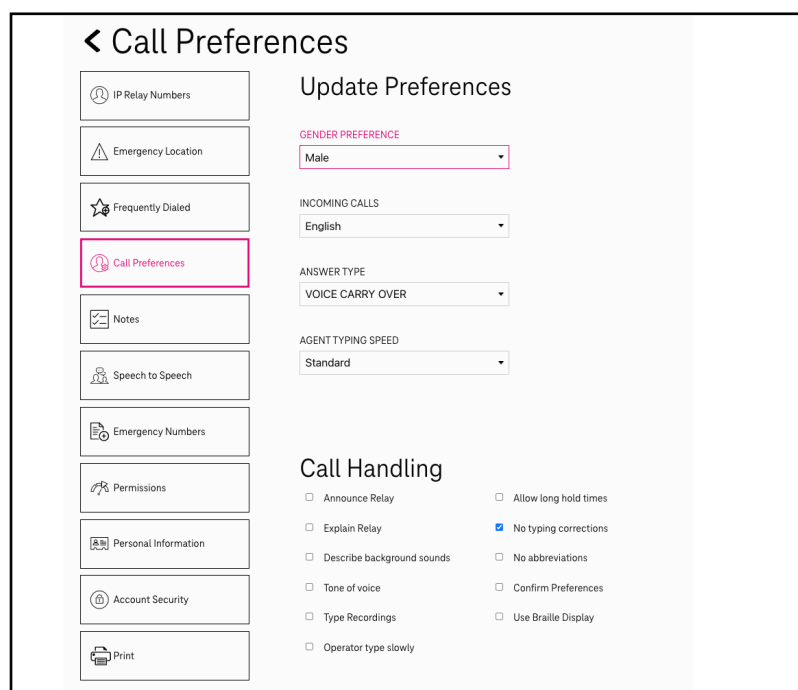 Call Preferences
IP Relay Numbers
Emergency Location
Frequently Dialed
Call Preferences
Notes
Speech to Speech
Emergency Numbers
Permissions
Personal Information
Account Security
Print
Update Preferences
GENDER PREFERENCE
Male
INCOMING CALLS
English
ANSWER TYPE
VOICE CARRY OVER
AGENT TYPING SPEED
Standard
Call Handling
Announce Relay
Explain Relay
Describe background sounds
Tone of voice
Type Recordings
Operator type slowly
Allow long hold times
No typing corrections
No abbreviations
Confirm Preferences
Use Braille Display